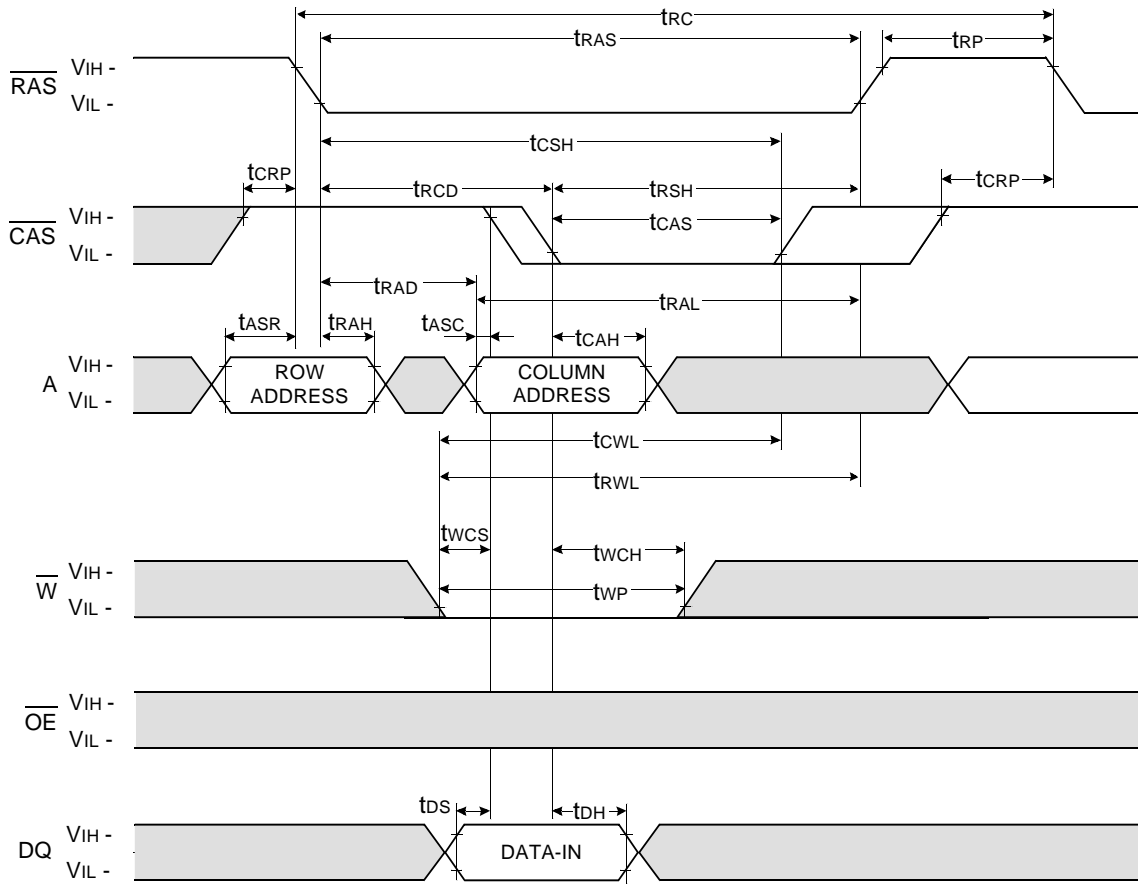 tRC
tRAS
tRP
RAS
VIH -
VIL -
tCSH
tCRP
tRCD
tRSH
tCRP
CAS
VIH -
VIL -
tCAS
tRAD
tRAL
tASR
tRAH
tASC
tCAH
A
VIH -
VIL -
ROW
ADDRESS
COLUMN
ADDRESS
tCWL
tRWL
tWCS
tWCH
W
VIH -
VIL -
tWP
OE
VIH -
VIL -
tDS
tDH
DQ
VIH -
VIL -
DATA-IN